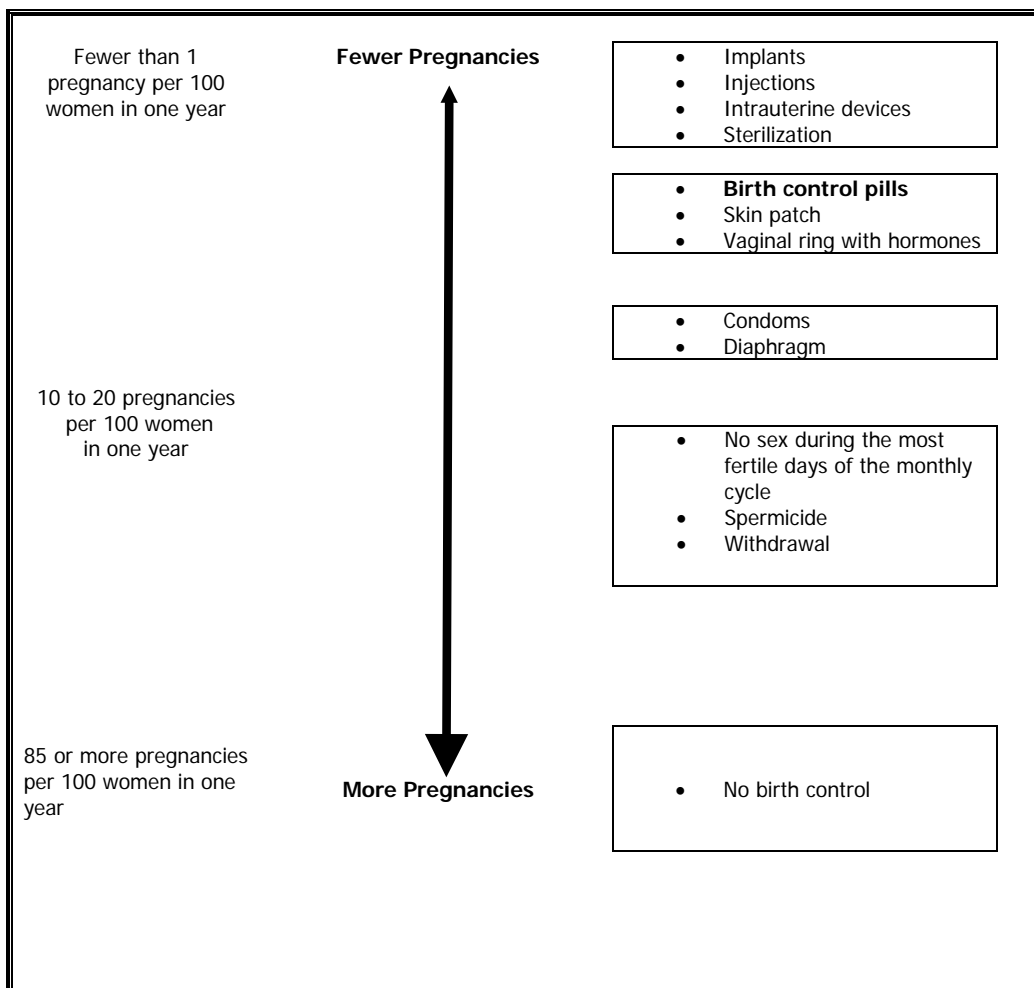 Fewer than 1
pregnancy per 100
women in one year
Fewer Pregnancies
• Implants
• Injections
• Intrauterine devices
• Sterilization
• Birth control pills
• Skin patch
• Vaginal ring with hormones
• Condoms
• Diaphragm
10 to 20 pregnancies
per 100 women
in one year
• No sex during the most
fertile days of the monthly
cycle
• Spermicide
• Withdrawal
85 or more pregnancies
per 100 women in one
year
More Pregnancies
• No birth control